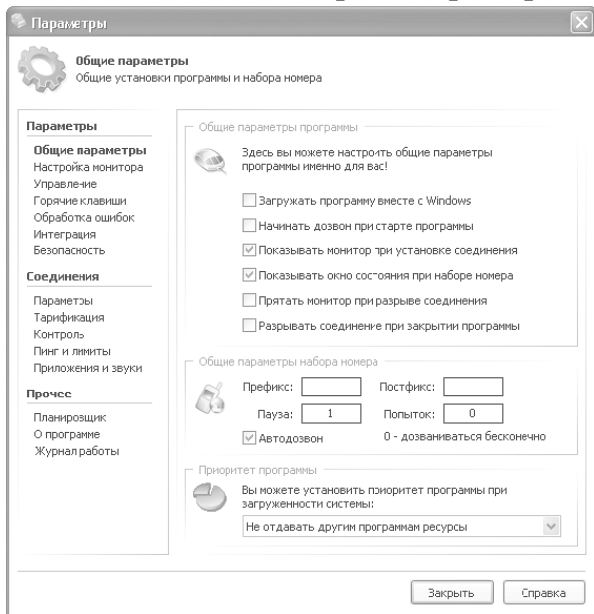 Параметры
Общие параметры
Общие установки программы и набора номера
Параметры
Общие параметры
Настройка монитора
Управление
Горячие клавиши
Обработка ошибок
Интеграция
Безопасность
Соединения
Параметры
Тарификация
Контроль
Пинг и лимиты
Приложения и звуки
Прочее
Планировщик
О программе
Журнал работы
Общие параметры программы
Здесь вы можете настроить общие параметры
программы именно для вас!
Загружать программу вместе с Windows
Начинать дозвон при старте программы
Показывать монитор при установке соединения
Показывать окно состояния при наборе номера
Прятать монитор при разрыве соединения
Разрывать соединение при закрытии программы
Общие параметры набора номера
Префикс: Постфикс:
Пауза: 1 Попыток: 0
Автодозвон 0 - дозваниваться бесконечно
Приоритет программы
Вы можете установить приоритет программы при
загруженности системы:
Не отдавать другим программам ресурсы
Закрыть Справка